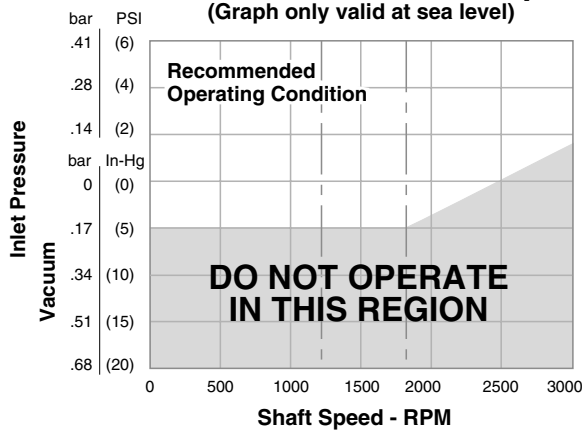 (Graph only valid at sea level)
bar PSI
.41 (6)
.28 (4)
.14 (2)
bar In-Hg
0 (0)
.17 (5)
.34 (10)
.51 (15)
.68 (20)
Inlet Pressure
Vacuum
Recommended
Operating Condition
DO NOT OPERATE
IN THIS REGION
0 500 1000 1500 2000 2500 3000
Shaft Speed - RPM